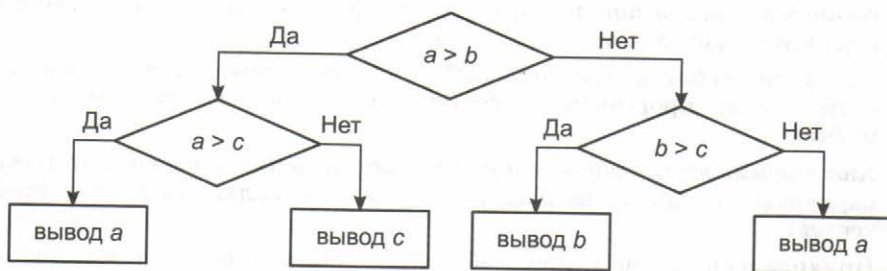 Да a > b Нет
Да a > c Нет Да b > c Нет
вывод a вывод c вывод b вывод a